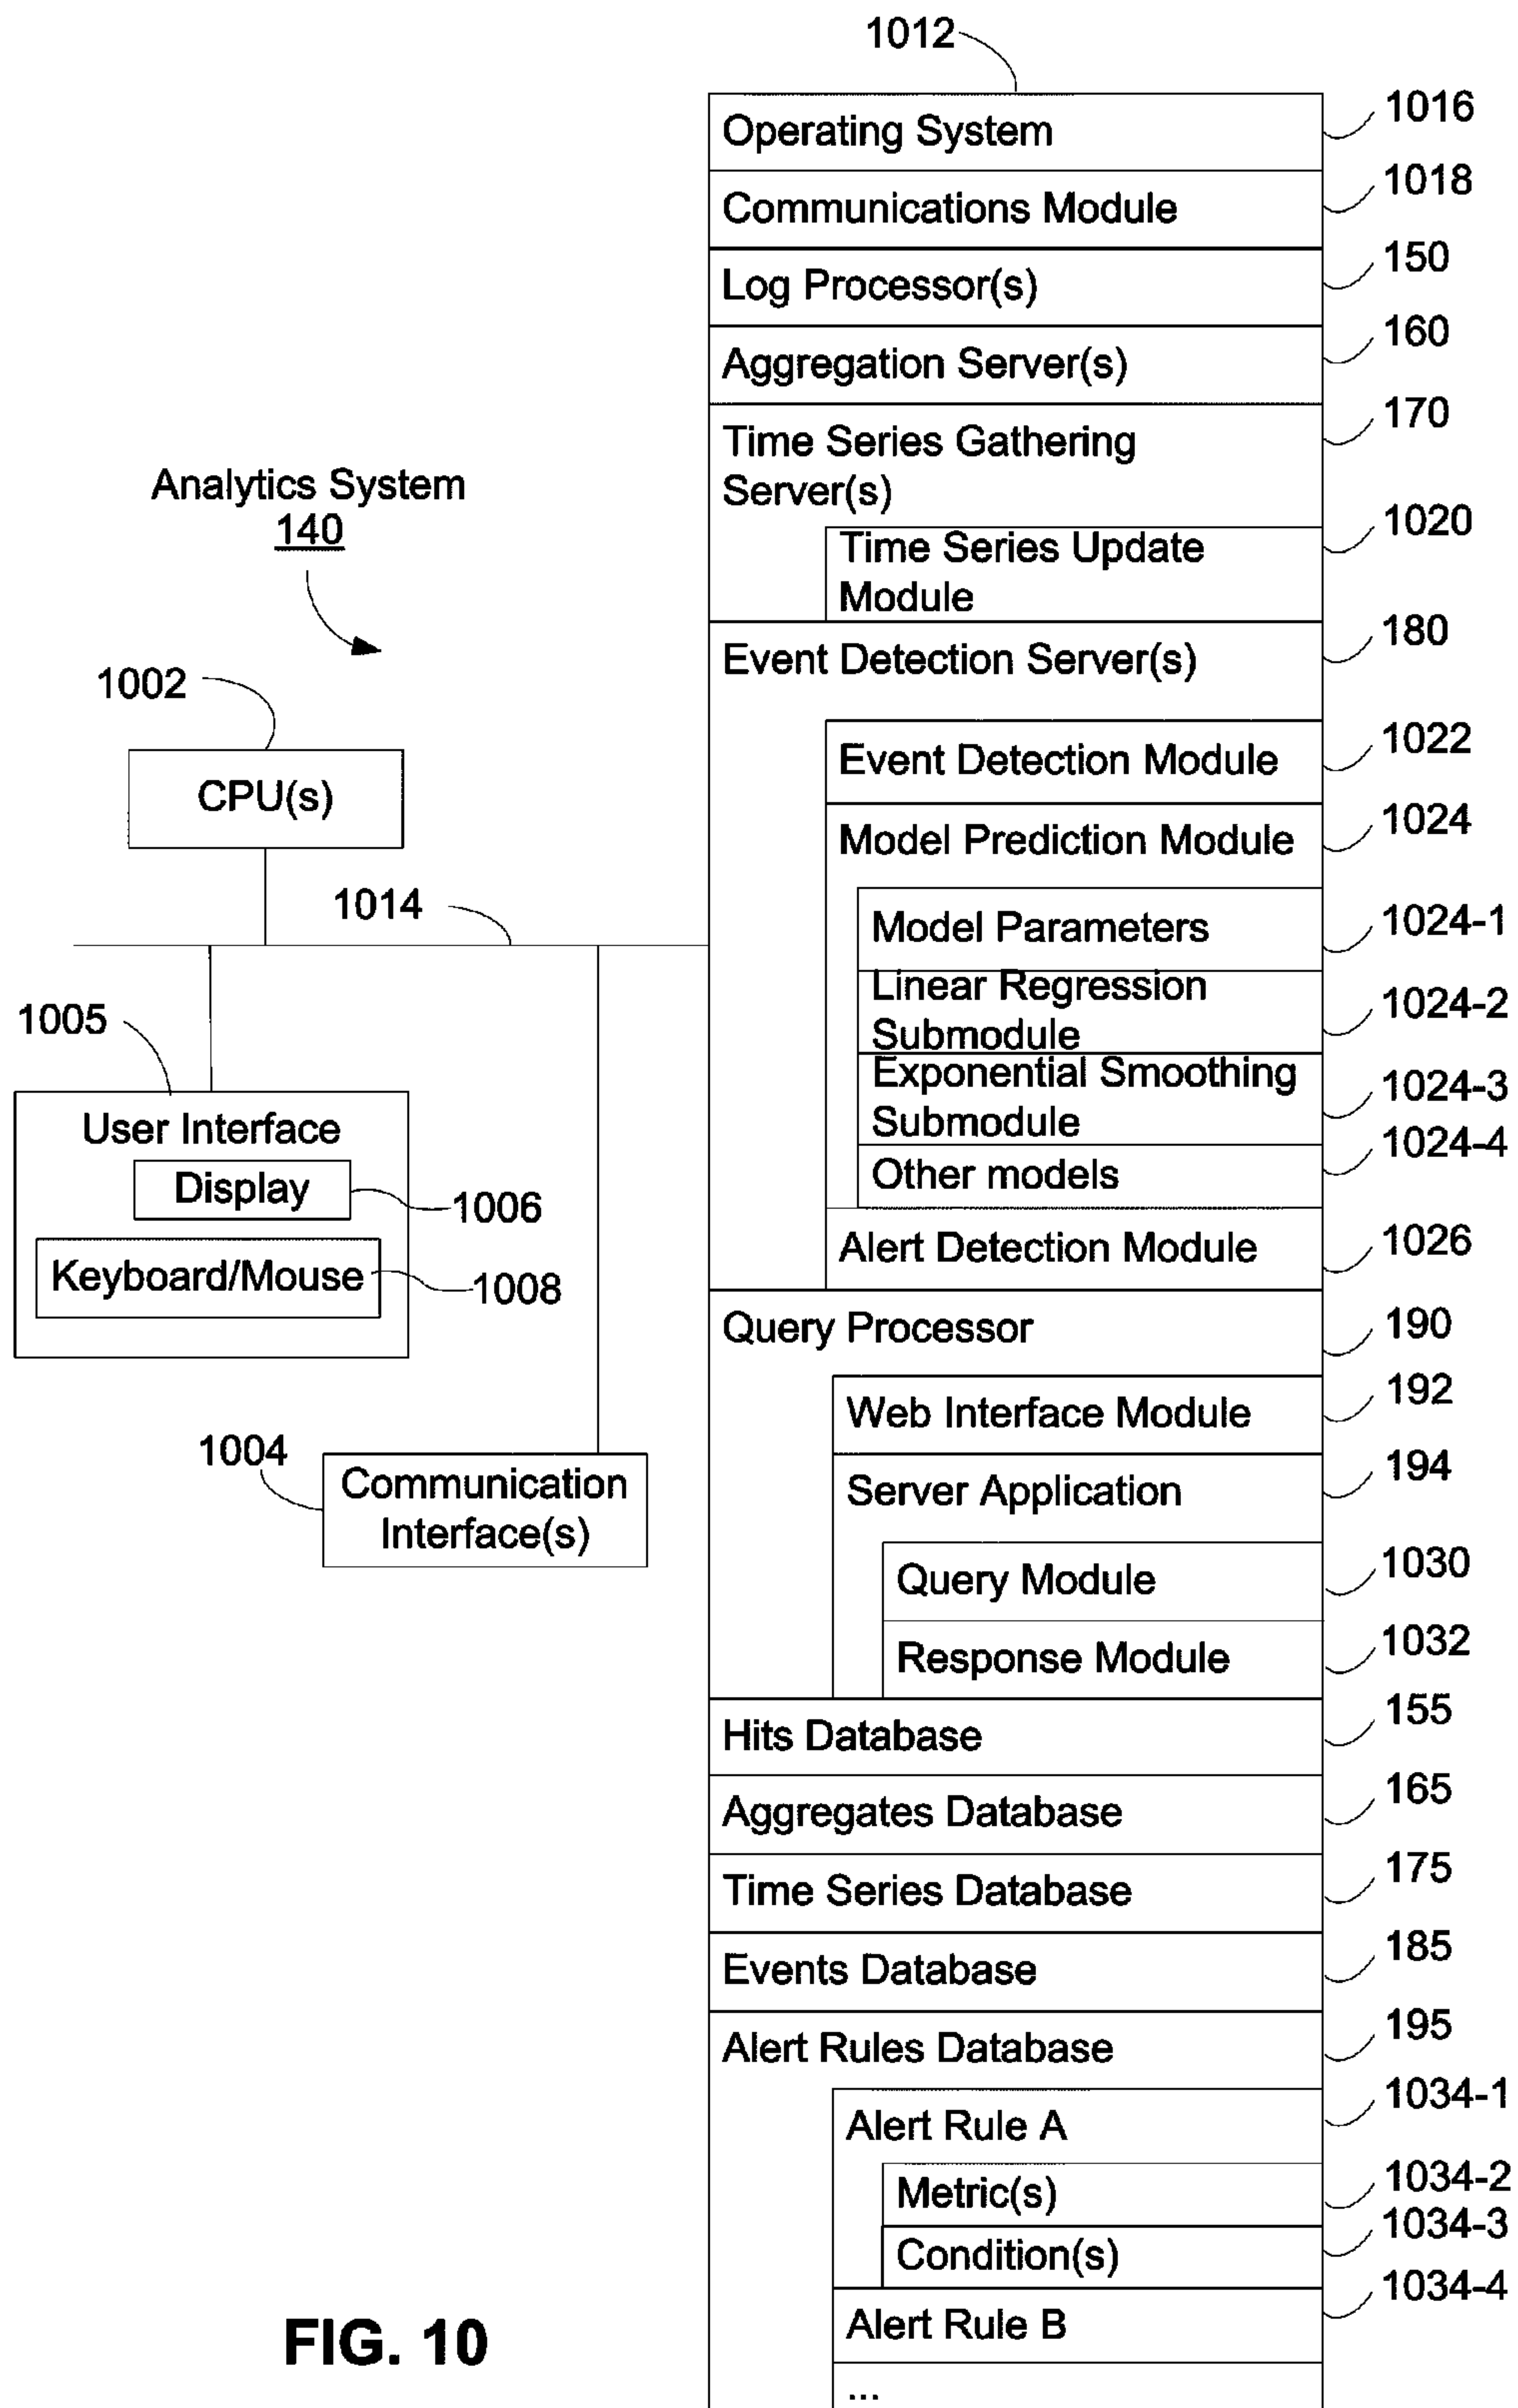 1012
Operating System
1016
Communications Module
1018
Log Processor(s)
150
Aggregation Server(s)
160
Time Series Gathering
Server(s)
170
Time Series Update
Module
1020
Event Detection Server(s)
180
Event Detection Module
1022
Model Prediction Module
1024
Model Parameters
1024-1
Linear Regression
Submodule
1024-2
Exponential Smoothing
Submodule
1024-3
Other models
1024-4
Alert Detection Module
1026
Query Processor
190
Web Interface Module
192
Server Application
194
Query Module
1030
Response Module
1032
Hits Database
155
Aggregates Database
165
Time Series Database
175
Events Database
185
Alert Rules Database
195
Alert Rule A
1034-1
Metric(s)
1034-2
Condition(s)
1034-3
Alert Rule B
1034-4
...
Analytics System
140
1002
CPU(s)
1014
1005
User Interface
Display
1006
Keyboard/Mouse
1008
1004
Communication
Interface(s)
FIG. 10